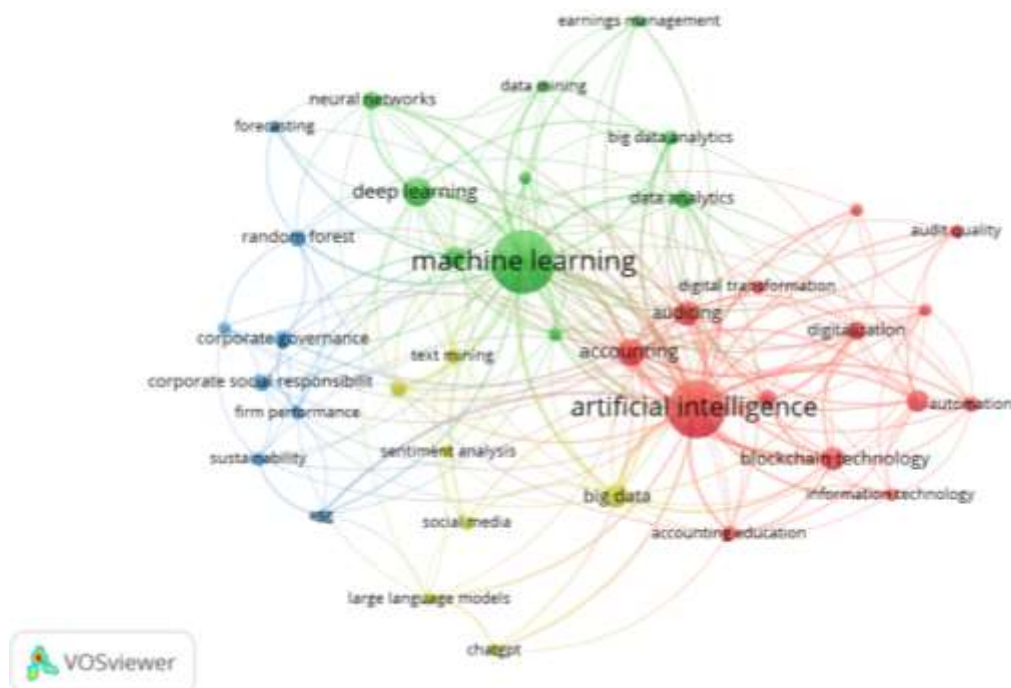 earnings management
data mining
neural networks
forecasting
big data analytics
deep learning
data analytics
random forest
audit quality
machine learning
digital transformation
auditing
digitalization
corporate governance
text mining
accounting
corporate social responsibilit
automation
artificial intelligence
firm performance
sentiment analysis
sustainability
blockchain technology
big data
information technology
esg
social media
accounting education
large language models
chatgpt
VOSviewer